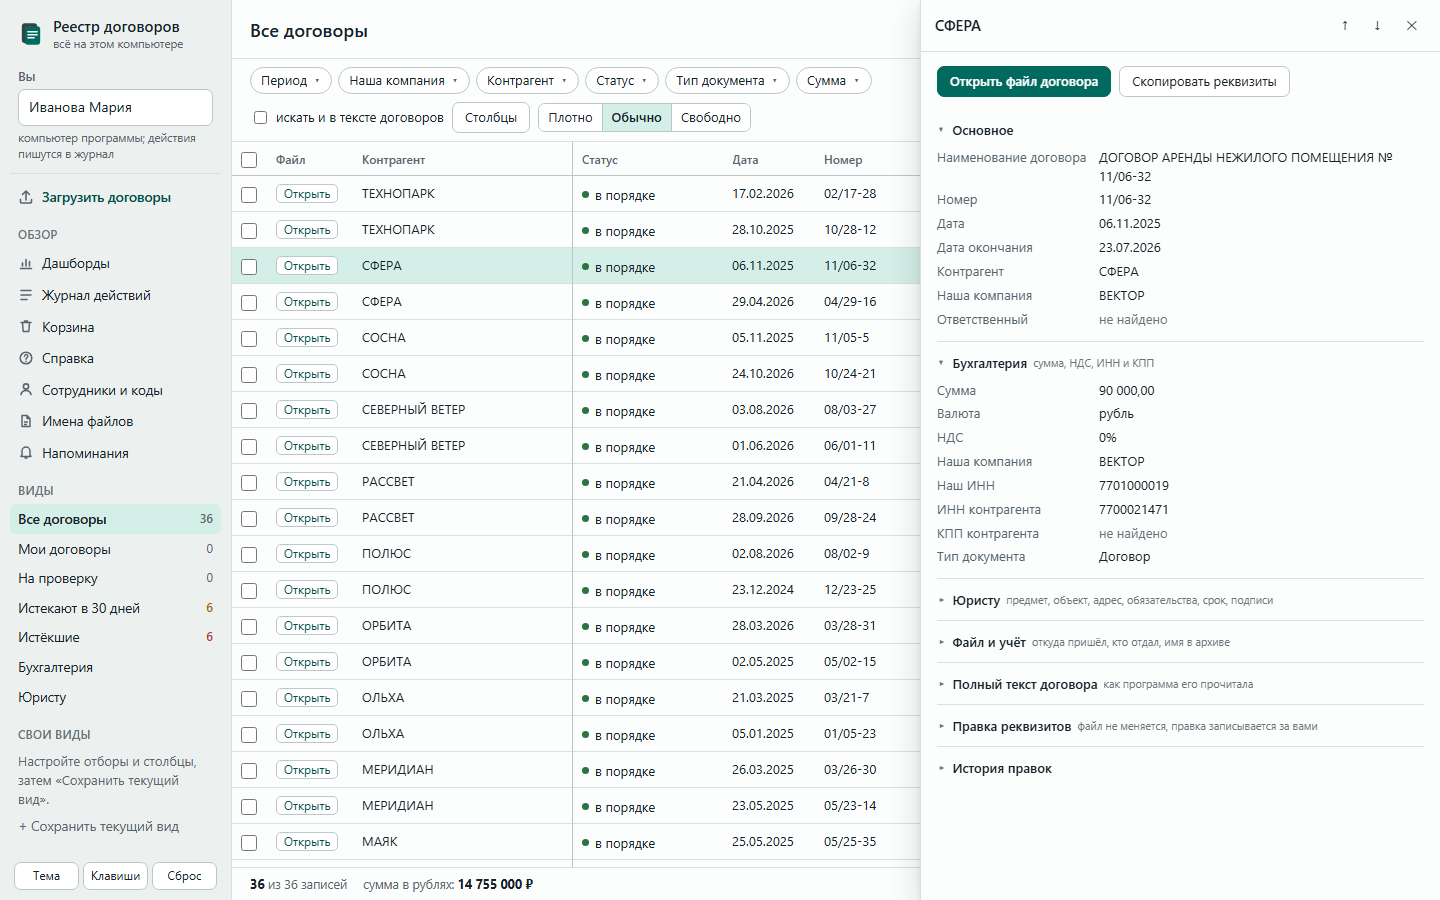 Реестр договоров
всё на этом компьютере
Вы
Иванова Мария
компьютер программы; действия
пишутся в журнал
Загрузить договоры
ОБЗОР
Дашборды
Журнал действий
Корзина
Справка
Сотрудники и коды
Имена файлов
Напоминания
ВИДЫ
Все договоры 36
Мои договоры 0
На проверку 0
Истекают в 30 дней 6
Истёкшие 6
Бухгалтерия
Юристу
СВОИ ВИДЫ
Настройте отборы и столбцы,
затем «Сохранить текущий
вид».
+ Сохранить текущий вид
Тема Клавиши Сброс
Все договоры
Период Наша компания Контрагент Статус Тип документа Сумма
искать и в тексте договоров Столбцы Плотно Обычно Свободно
Файл Контрагент Статус Дата Номер
Открыть ТЕХНОПАРК в порядке 17.02.2026 02/17-28
Открыть ТЕХНОПАРК в порядке 28.10.2025 10/28-12
Открыть СФЕРА в порядке 06.11.2025 11/06-32
Открыть СФЕРА в порядке 29.04.2026 04/29-16
Открыть СОСНА в порядке 05.11.2025 11/05-5
Открыть СОСНА в порядке 24.10.2026 10/24-21
Открыть СЕВЕРНЫЙ ВЕТЕР в порядке 03.08.2026 08/03-27
Открыть СЕВЕРНЫЙ ВЕТЕР в порядке 01.06.2026 06/01-11
Открыть РАССВЕТ в порядке 21.04.2026 04/21-8
Открыть РАССВЕТ в порядке 28.09.2026 09/28-24
Открыть ПОЛЮС в порядке 02.08.2026 08/02-9
Открыть ПОЛЮС в порядке 23.12.2024 12/23-25
Открыть ОРБИТА в порядке 28.03.2026 03/28-31
Открыть ОРБИТА в порядке 02.05.2025 05/02-15
Открыть ОЛЬХА в порядке 21.03.2025 03/21-7
Открыть ОЛЬХА в порядке 05.01.2025 01/05-23
Открыть МЕРИДИАН в порядке 26.03.2025 03/26-30
Открыть МЕРИДИАН в порядке 23.05.2025 05/23-14
Открыть МАЯК в порядке 25.05.2025 05/25-35
36 из 36 записей сумма в рублях: 14 755 000 ₽
СФЕРА
Открыть файл договора Скопировать реквизиты
Основное
Наименование договора ДОГОВОР АРЕНДЫ НЕЖИЛОГО ПОМЕЩЕНИЯ №
11/06-32
Номер 11/06-32
Дата 06.11.2025
Дата окончания 23.07.2026
Контрагент СФЕРА
Наша компания ВЕКТОР
Ответственный не найдено
Бухгалтерия сумма, НДС, ИНН и КПП
Сумма 90 000,00
Валюта рубль
НДС 0%
Наша компания ВЕКТОР
Наш ИНН 7701000019
ИНН контрагента 7700021471
КПП контрагента не найдено
Тип документа Договор
Юристу предмет, объект, адрес, обязательства, срок, подписи
Файл и учёт откуда пришёл, кто отдал, имя в архиве
Полный текст договора как программа его прочитала
Правка реквизитов файл не меняется, правка записывается за вами
История правок